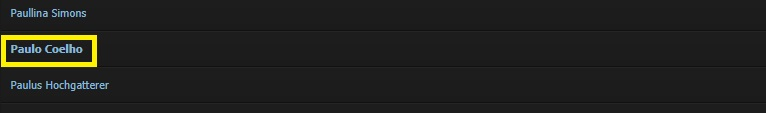 Paullina Simons
Paulo Coelho
Paulus Hochgatterer